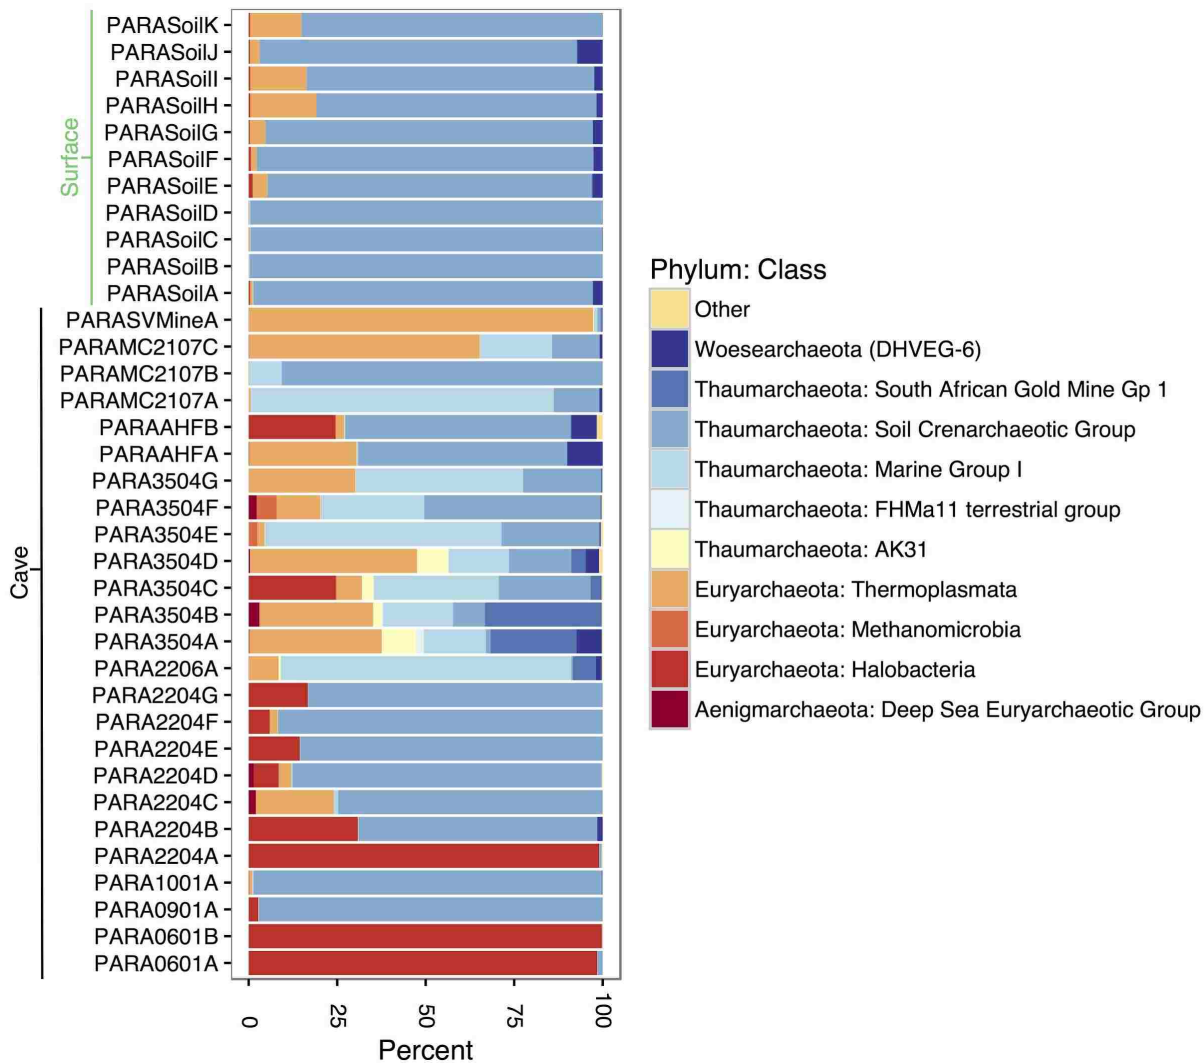 Surface
PARASoilK
PARASoilJ
PARASoilI
PARASoilH
PARASoilG
PARASoilF
PARASoilE
PARASoilD
PARASoilC
PARASoilB
PARASoilA
Cave
PARASVMineA
PARAMC2107C
PARAMC2107B
PARAMC2107A
PARAAHFB
PARAAHFA
PARA3504G
PARA3504F
PARA3504E
PARA3504D
PARA3504C
PARA3504B
PARA3504A
PARA2206A
PARA2204G
PARA2204F
PARA2204E
PARA2204D
PARA2204C
PARA2204B
PARA2204A
PARA1001A
PARA0901A
PARA0601B
PARA0601A
0
25
50
75
100
Percent
Phylum: Class
Other
Woesearchaeota (DHVEG-6)
Thaumarchaeota: South African Gold Mine Gp 1
Thaumarchaeota: Soil Crenarchaeotic Group
Thaumarchaeota: Marine Group I
Thaumarchaeota: FHMa11 terrestrial group
Thaumarchaeota: AK31
Euryarchaeota: Thermoplasmata
Euryarchaeota: Methanomicrobia
Euryarchaeota: Halobacteria
Aenigmarchaeota: Deep Sea Euryarchaeotic Group